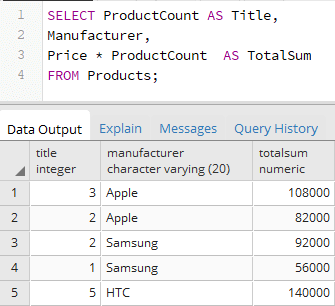 1 SELECT ProductCount AS Title,
2 Manufacturer,
3 Price * ProductCount  AS TotalSum
4 FROM Products;
Data Output Explain Messages Query History
title manufacturer totalsum
integer character varying (20) numeric
1 3 Apple 108000
2 2 Apple 82000
3 2 Samsung 92000
4 1 Samsung 56000
5 5 HTC 140000